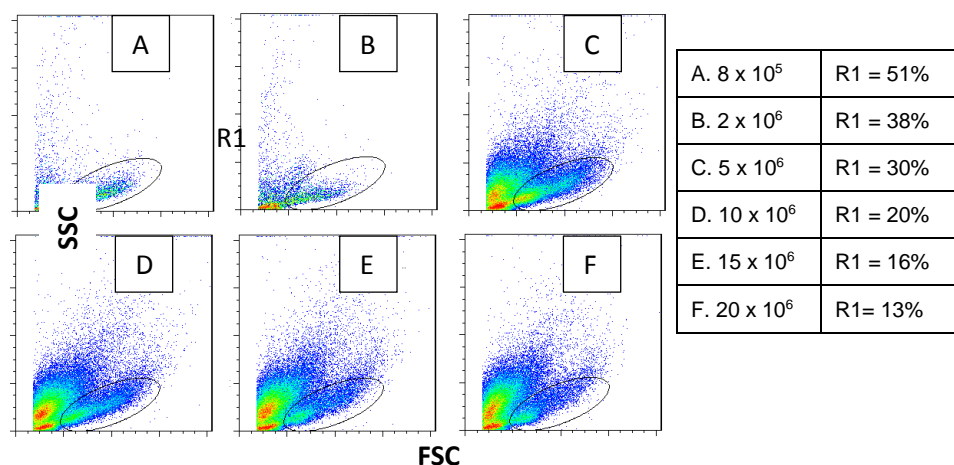 A
B
C
R1
SSC
D
E
F
FSC
A. 8 x 10⁵ R1 = 51%
B. 2 x 10⁶ R1 = 38%
C. 5 x 10⁶ R1 = 30%
D. 10 x 10⁶ R1 = 20%
E. 15 x 10⁶ R1 = 16%
F. 20 x 10⁶ R1= 13%